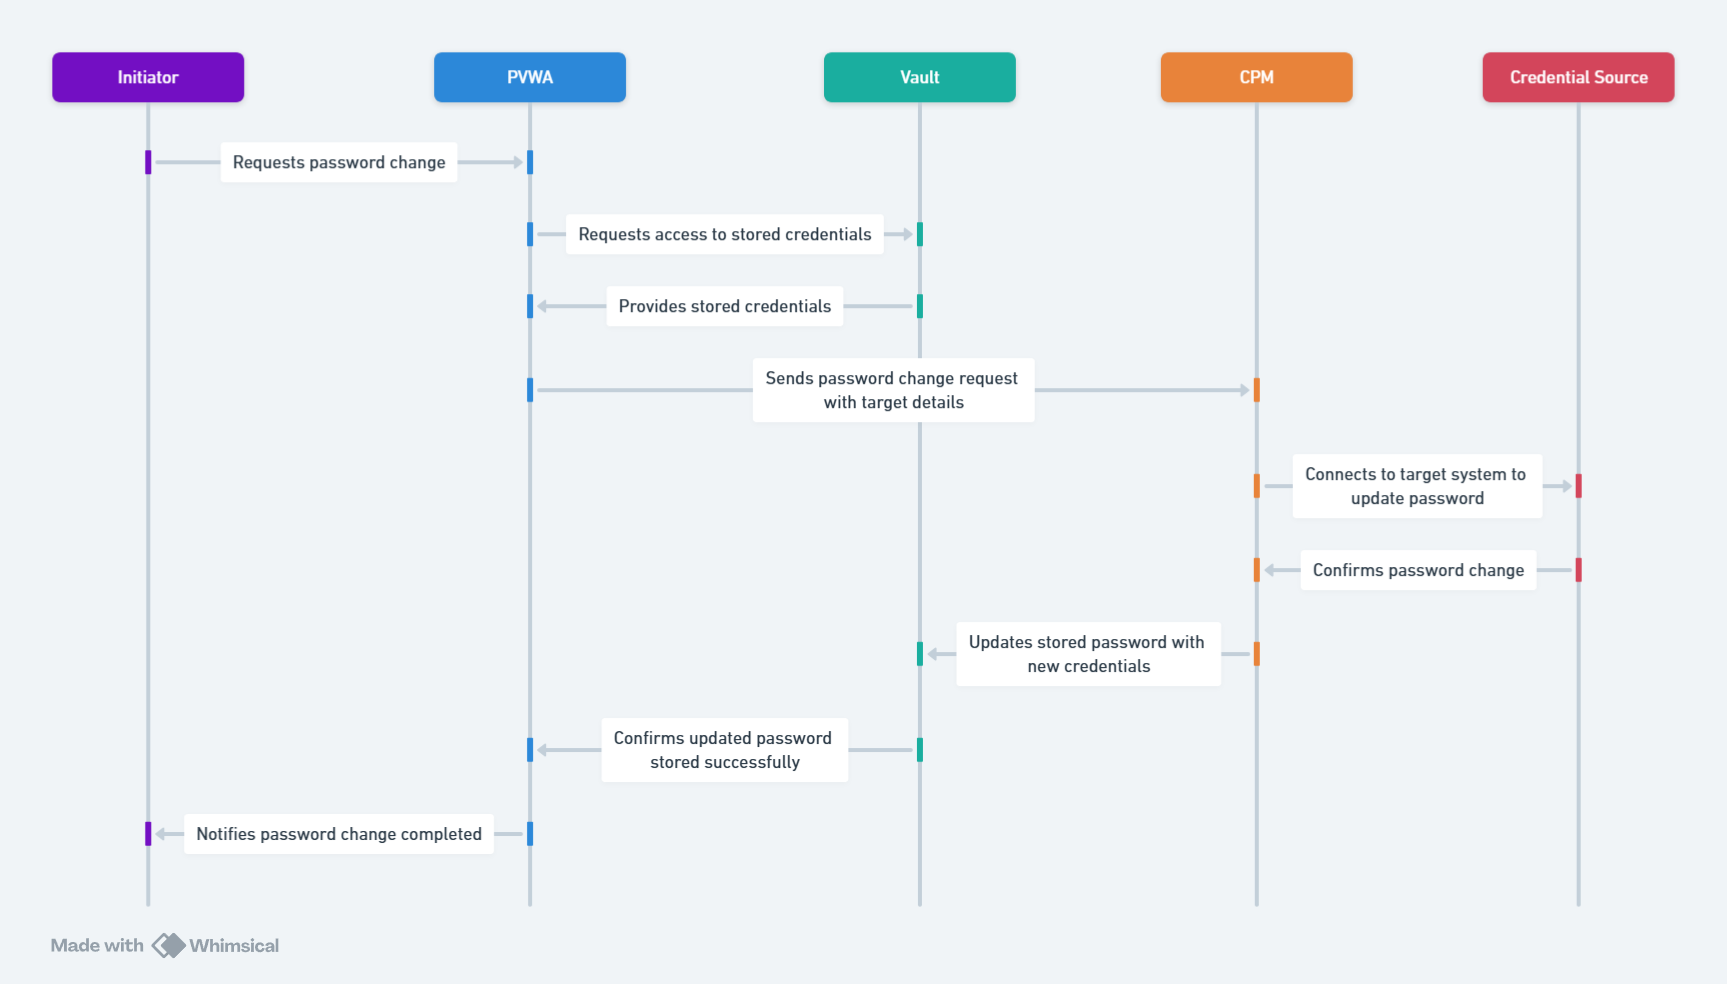 Initiator
PVWA
Vault
CPM
Credential Source
Requests password change
Requests access to stored credentials
Provides stored credentials
Sends password change request
with target details
Connects to target system to
update password
Confirms password change
Updates stored password with
new credentials
Confirms updated password
stored successfully
Notifies password change completed
Made with Whimsical